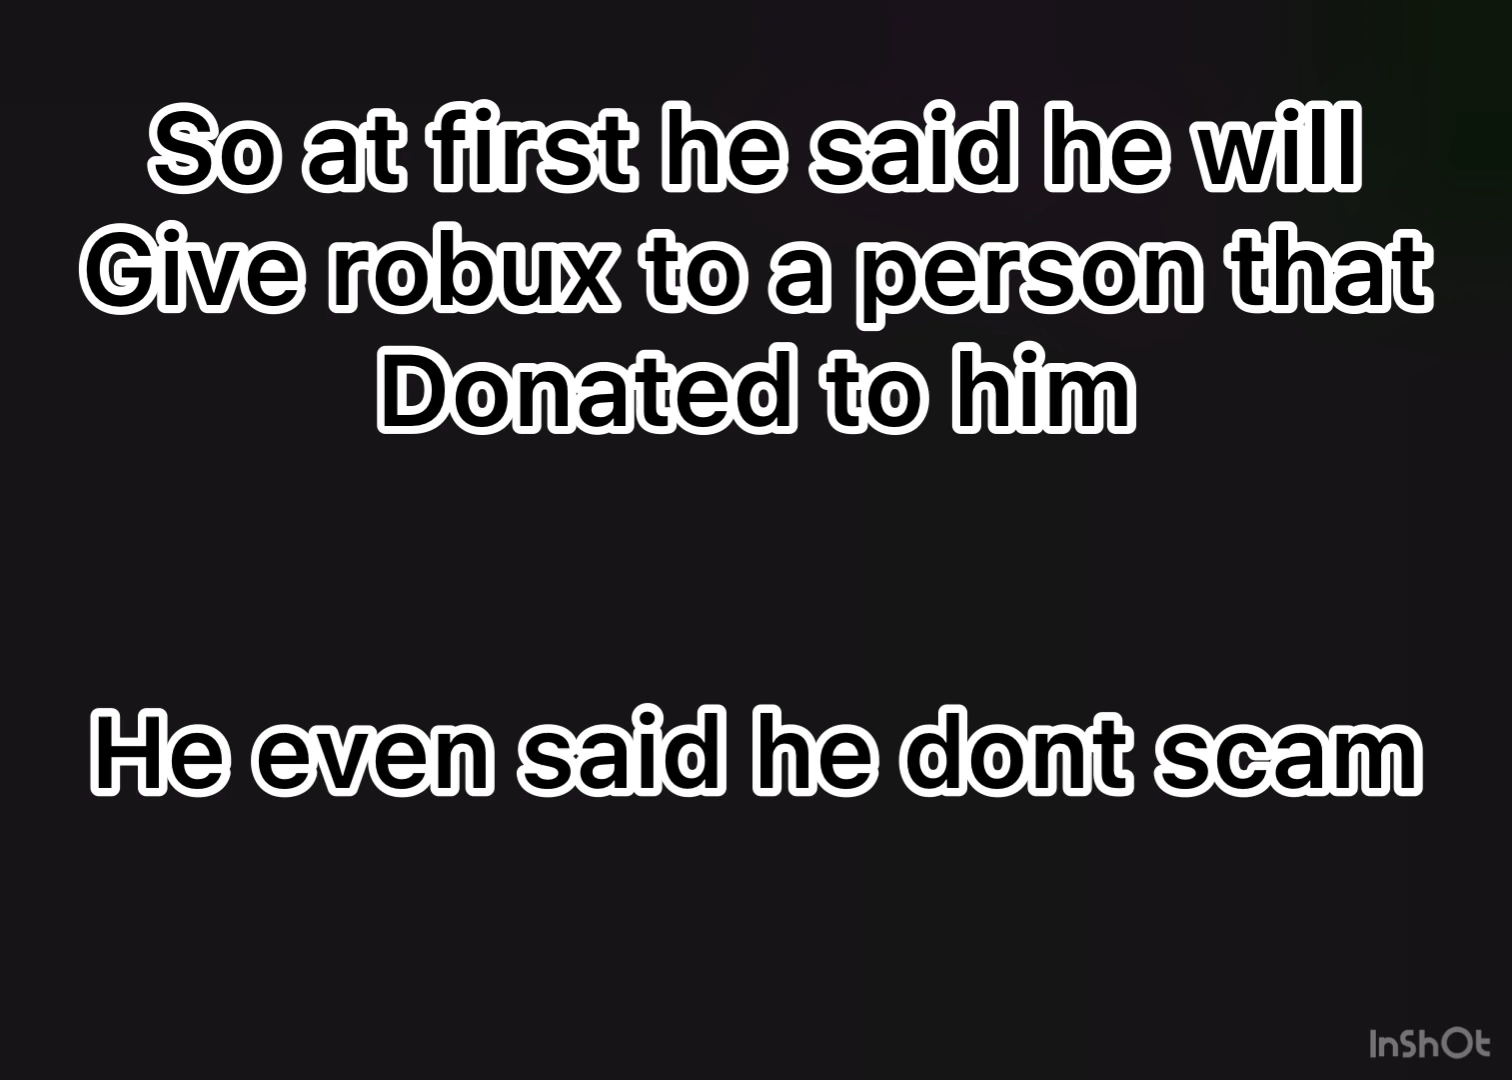 So at first he said he will
Give robux to a person that
Donated to him
He even said he dont scam
InShOt